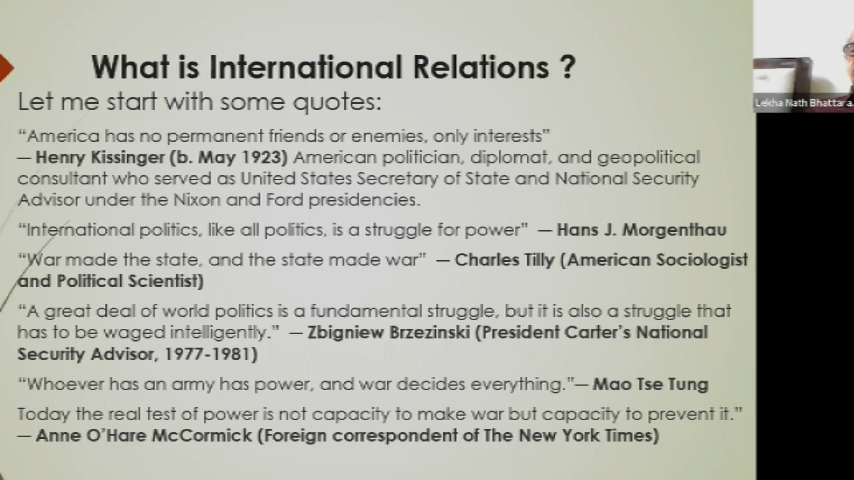 What is International Relations ?
Let me start with some quotes:
“America has no permanent friends or enemies, only interests”
— Henry Kissinger (b. May 1923) American politician, diplomat, and geopolitical
consultant who served as United States Secretary of State and National Security
Advisor under the Nixon and Ford presidencies.
“International politics, like all politics, is a struggle for power” — Hans J. Morgenthau
“War made the state, and the state made war” — Charles Tilly (American Sociologist
and Political Scientist)
“A great deal of world politics is a fundamental struggle, but it is also a struggle that
has to be waged intelligently.” — Zbigniew Brzezinski (President Carter’s National
Security Advisor, 1977-1981)
“Whoever has an army has power, and war decides everything.”— Mao Tse Tung
Today the real test of power is not capacity to make war but capacity to prevent it.”
— Anne O’Hare McCormick (Foreign correspondent of The New York Times)
Lekha Nath Bhattara.